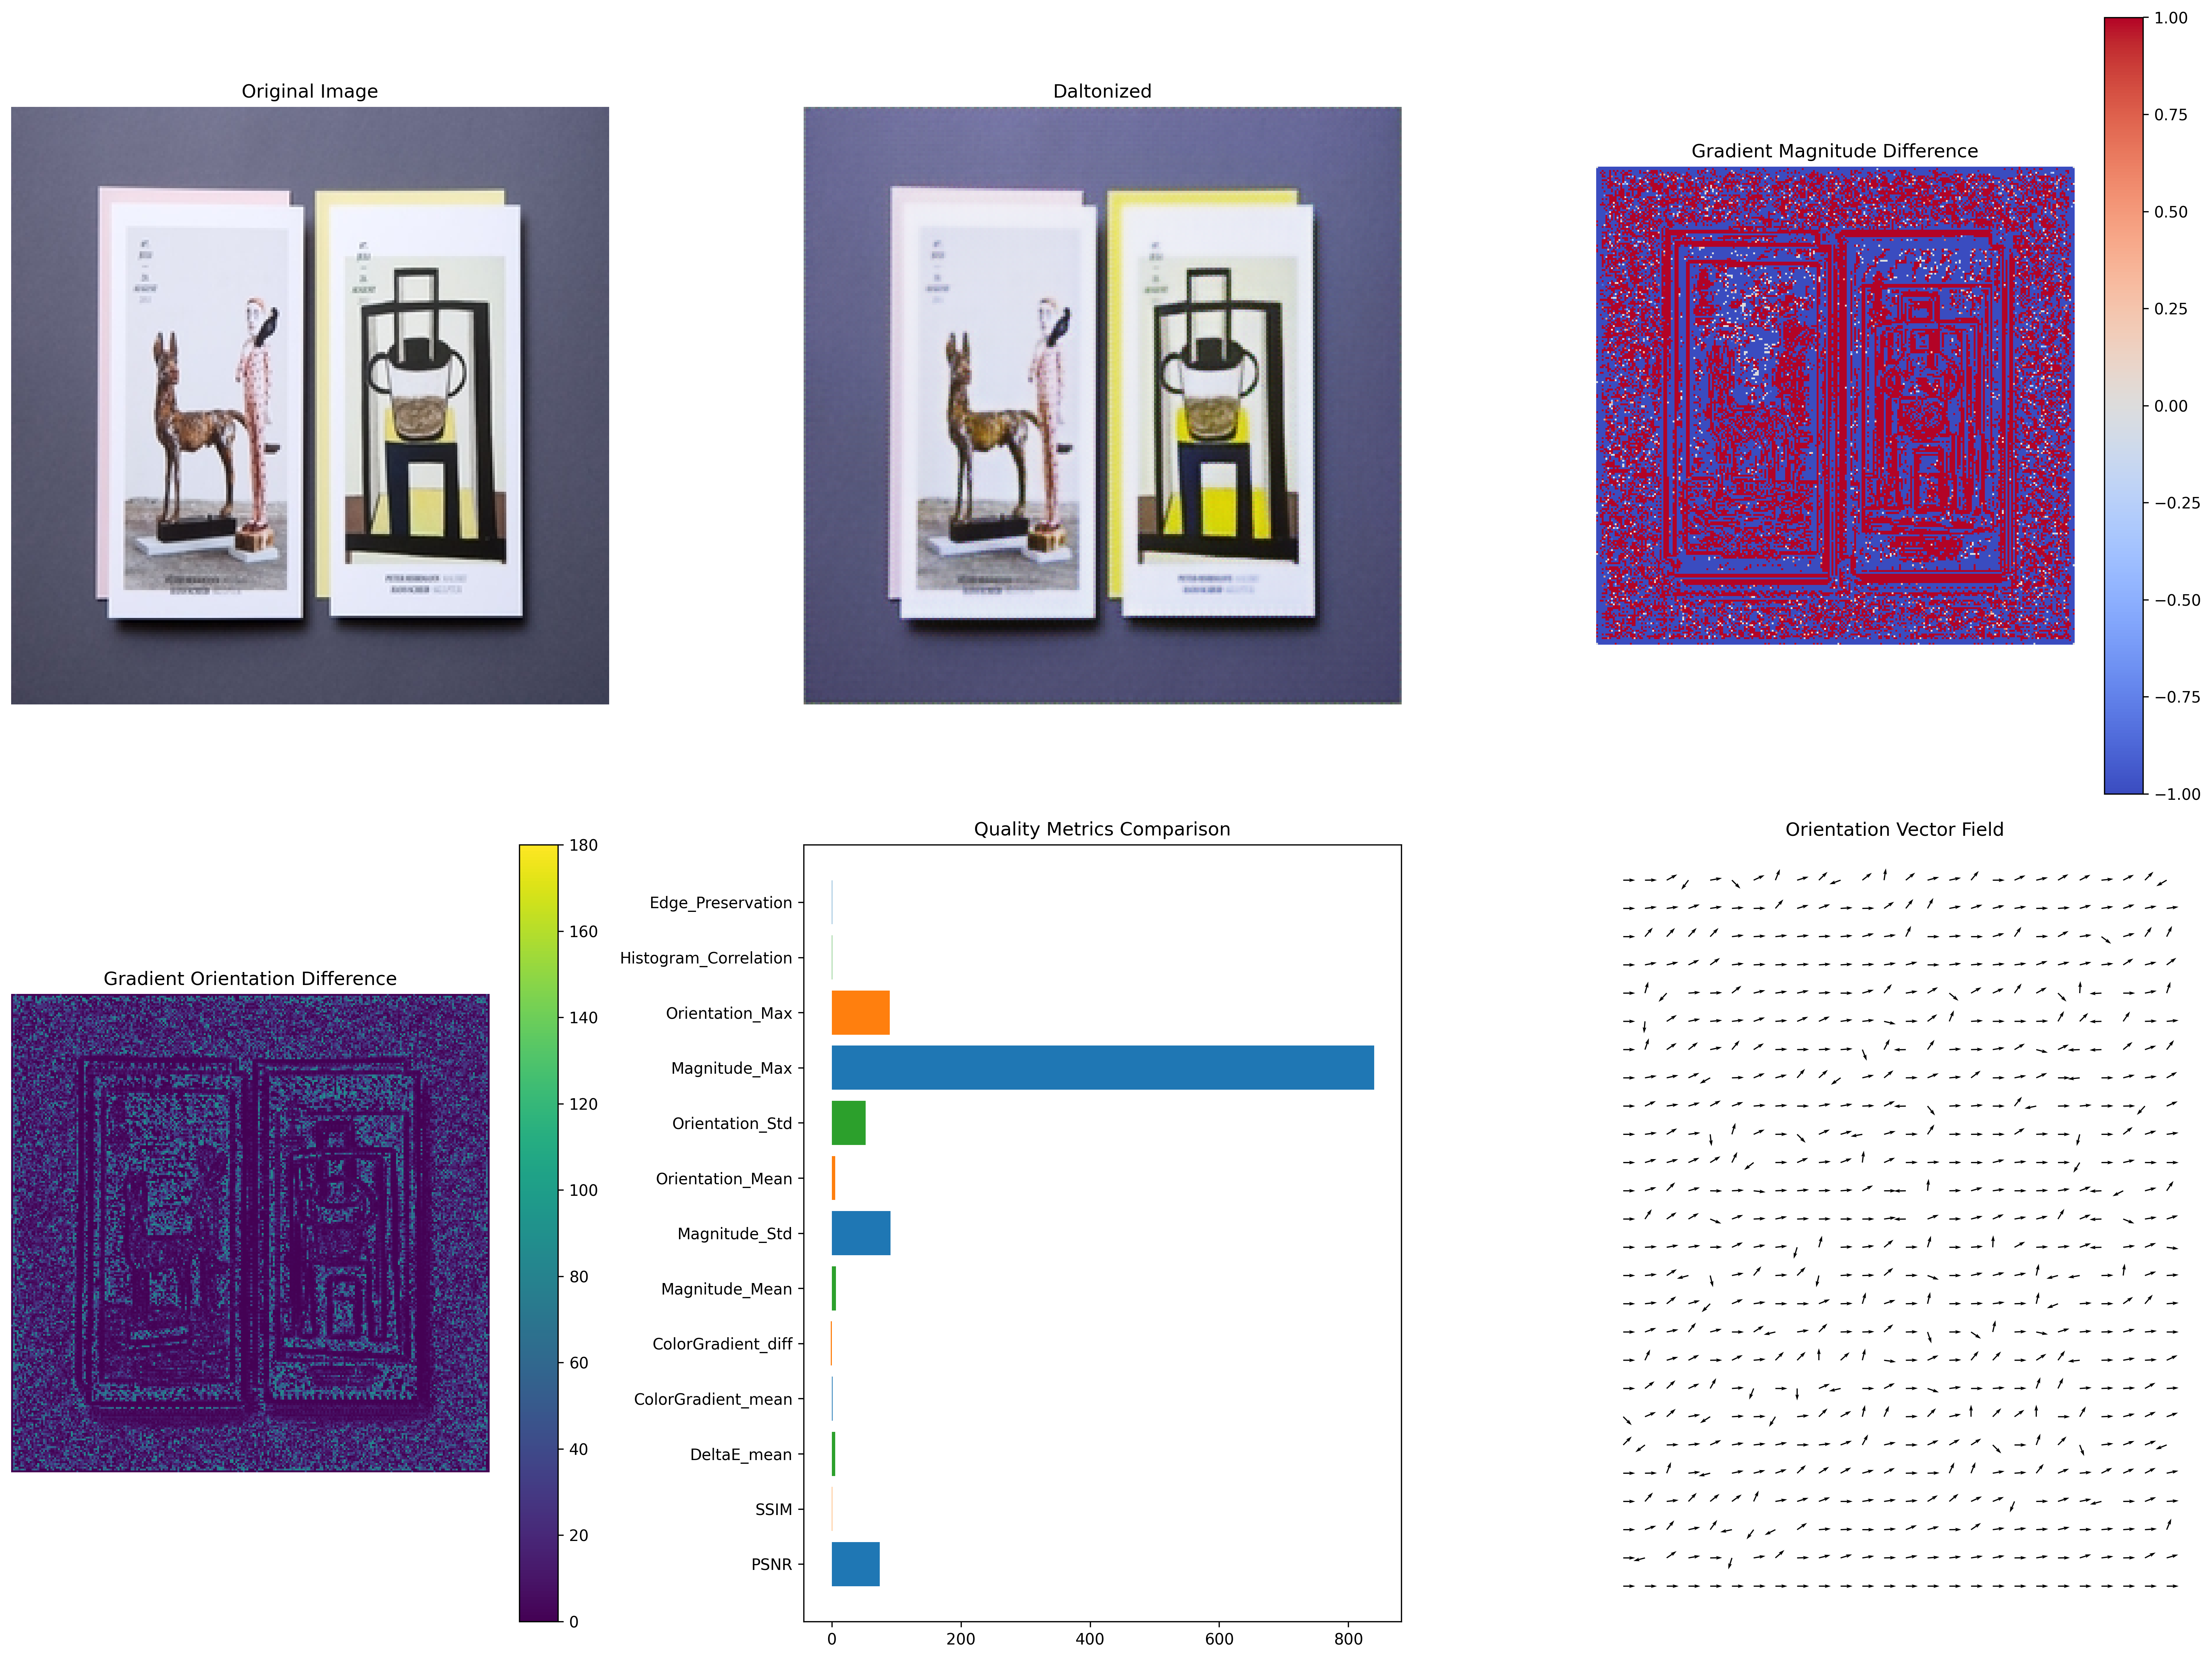 Original Image
Daltonized
Gradient Magnitude Difference
1.00
0.75
0.50
0.25
0.00
−0.25
−0.50
−0.75
−1.00
Gradient Orientation Difference
180
160
140
120
100
80
60
40
20
0
Quality Metrics Comparison
Edge_Preservation
Histogram_Correlation
Orientation_Max
Magnitude_Max
Orientation_Std
Orientation_Mean
Magnitude_Std
Magnitude_Mean
ColorGradient_diff
ColorGradient_mean
DeltaE_mean
SSIM
PSNR
0 200 400 600 800
Orientation Vector Field